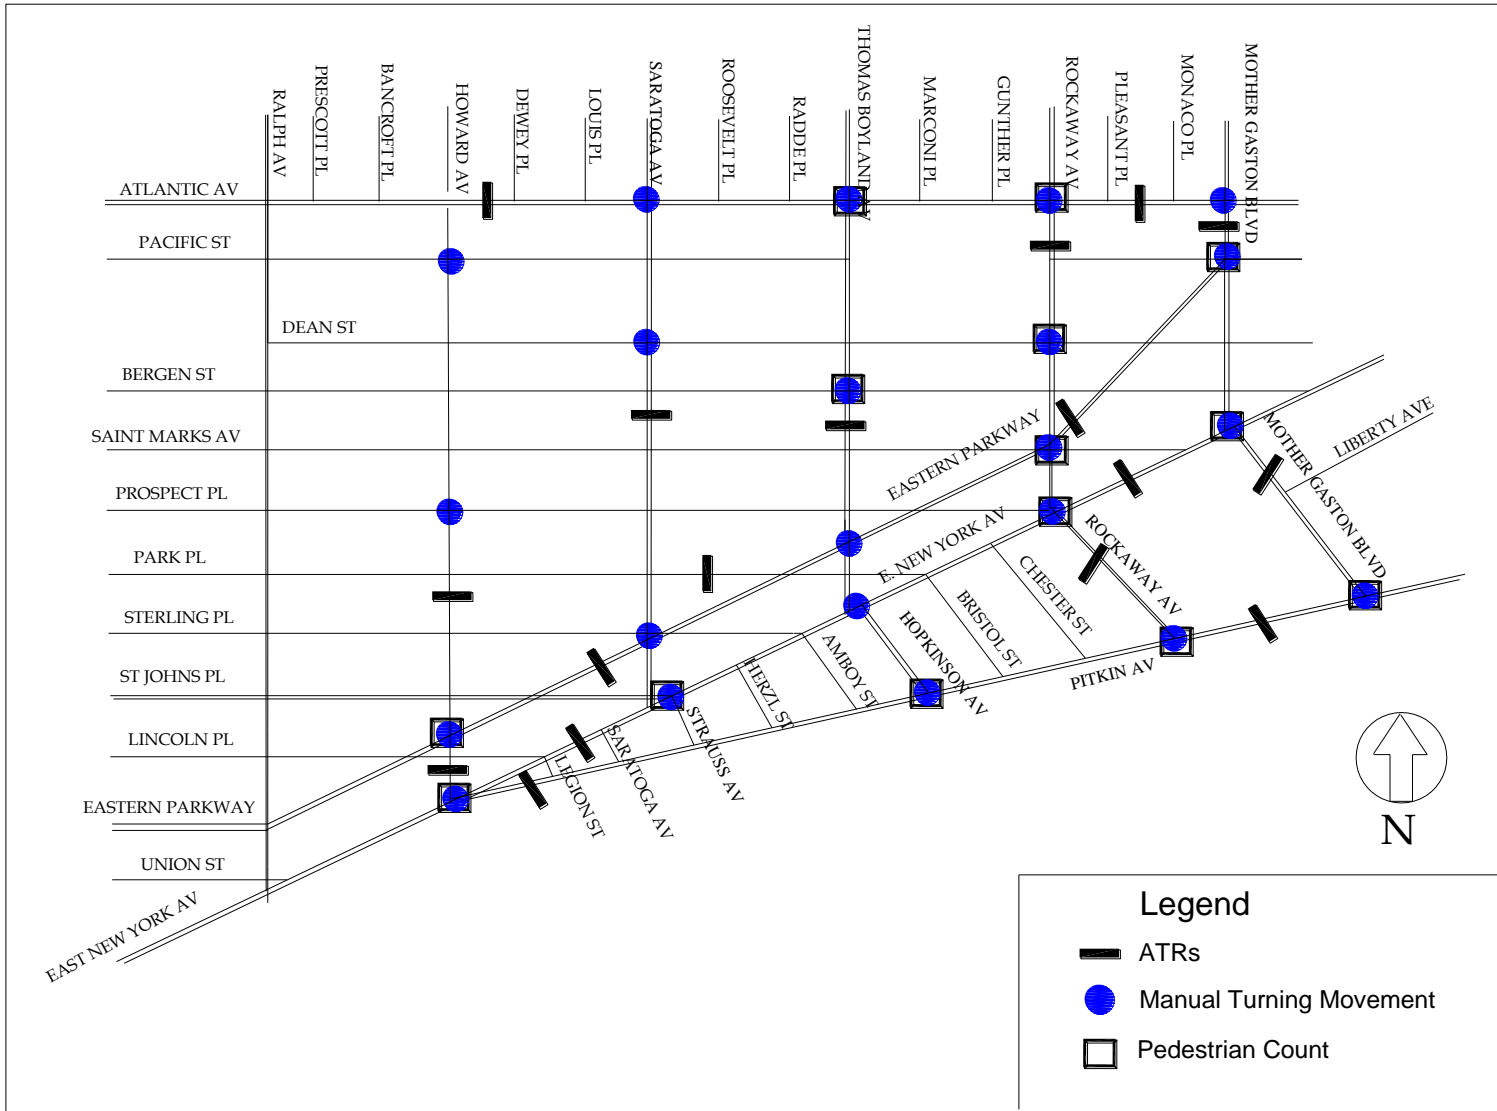 RALPH AV
PRESCOTT PL
BANCROFT PL
HOWARD AV
DEWEY PL
LOUIS PL
SARATOGA AV
ROOSEVELT PL
RADDE PL
THOMAS BOYLAND AV
MARCONI PL
GUNTHER PL
ROCKAWAY AV
PLEASANT PL
MONACO PL
MOTHER GASTON BLVD
ATLANTIC AV
PACIFIC ST
DEAN ST
BERGEN ST
SAINT MARKS AV
PROSPECT PL
PARK PL
STERLING PL
ST JOHNS PL
LINCOLN PL
EASTERN PARKWAY
UNION ST
EAST NEW YORK AV
EASTERN PARKWAY
E. NEW YORK AV
MOTHER GASTON BLVD
LIBERTY AVE
ROCKAWAY AV
CHESTER ST
BRISTOL ST
HOPKINSON AV
AMBOY ST
HERZL ST
STRAUSS AV
SARATOGA AV
LEGION ST
PITKIN AV
N
Legend
ATRs
Manual Turning Movement
Pedestrian Count